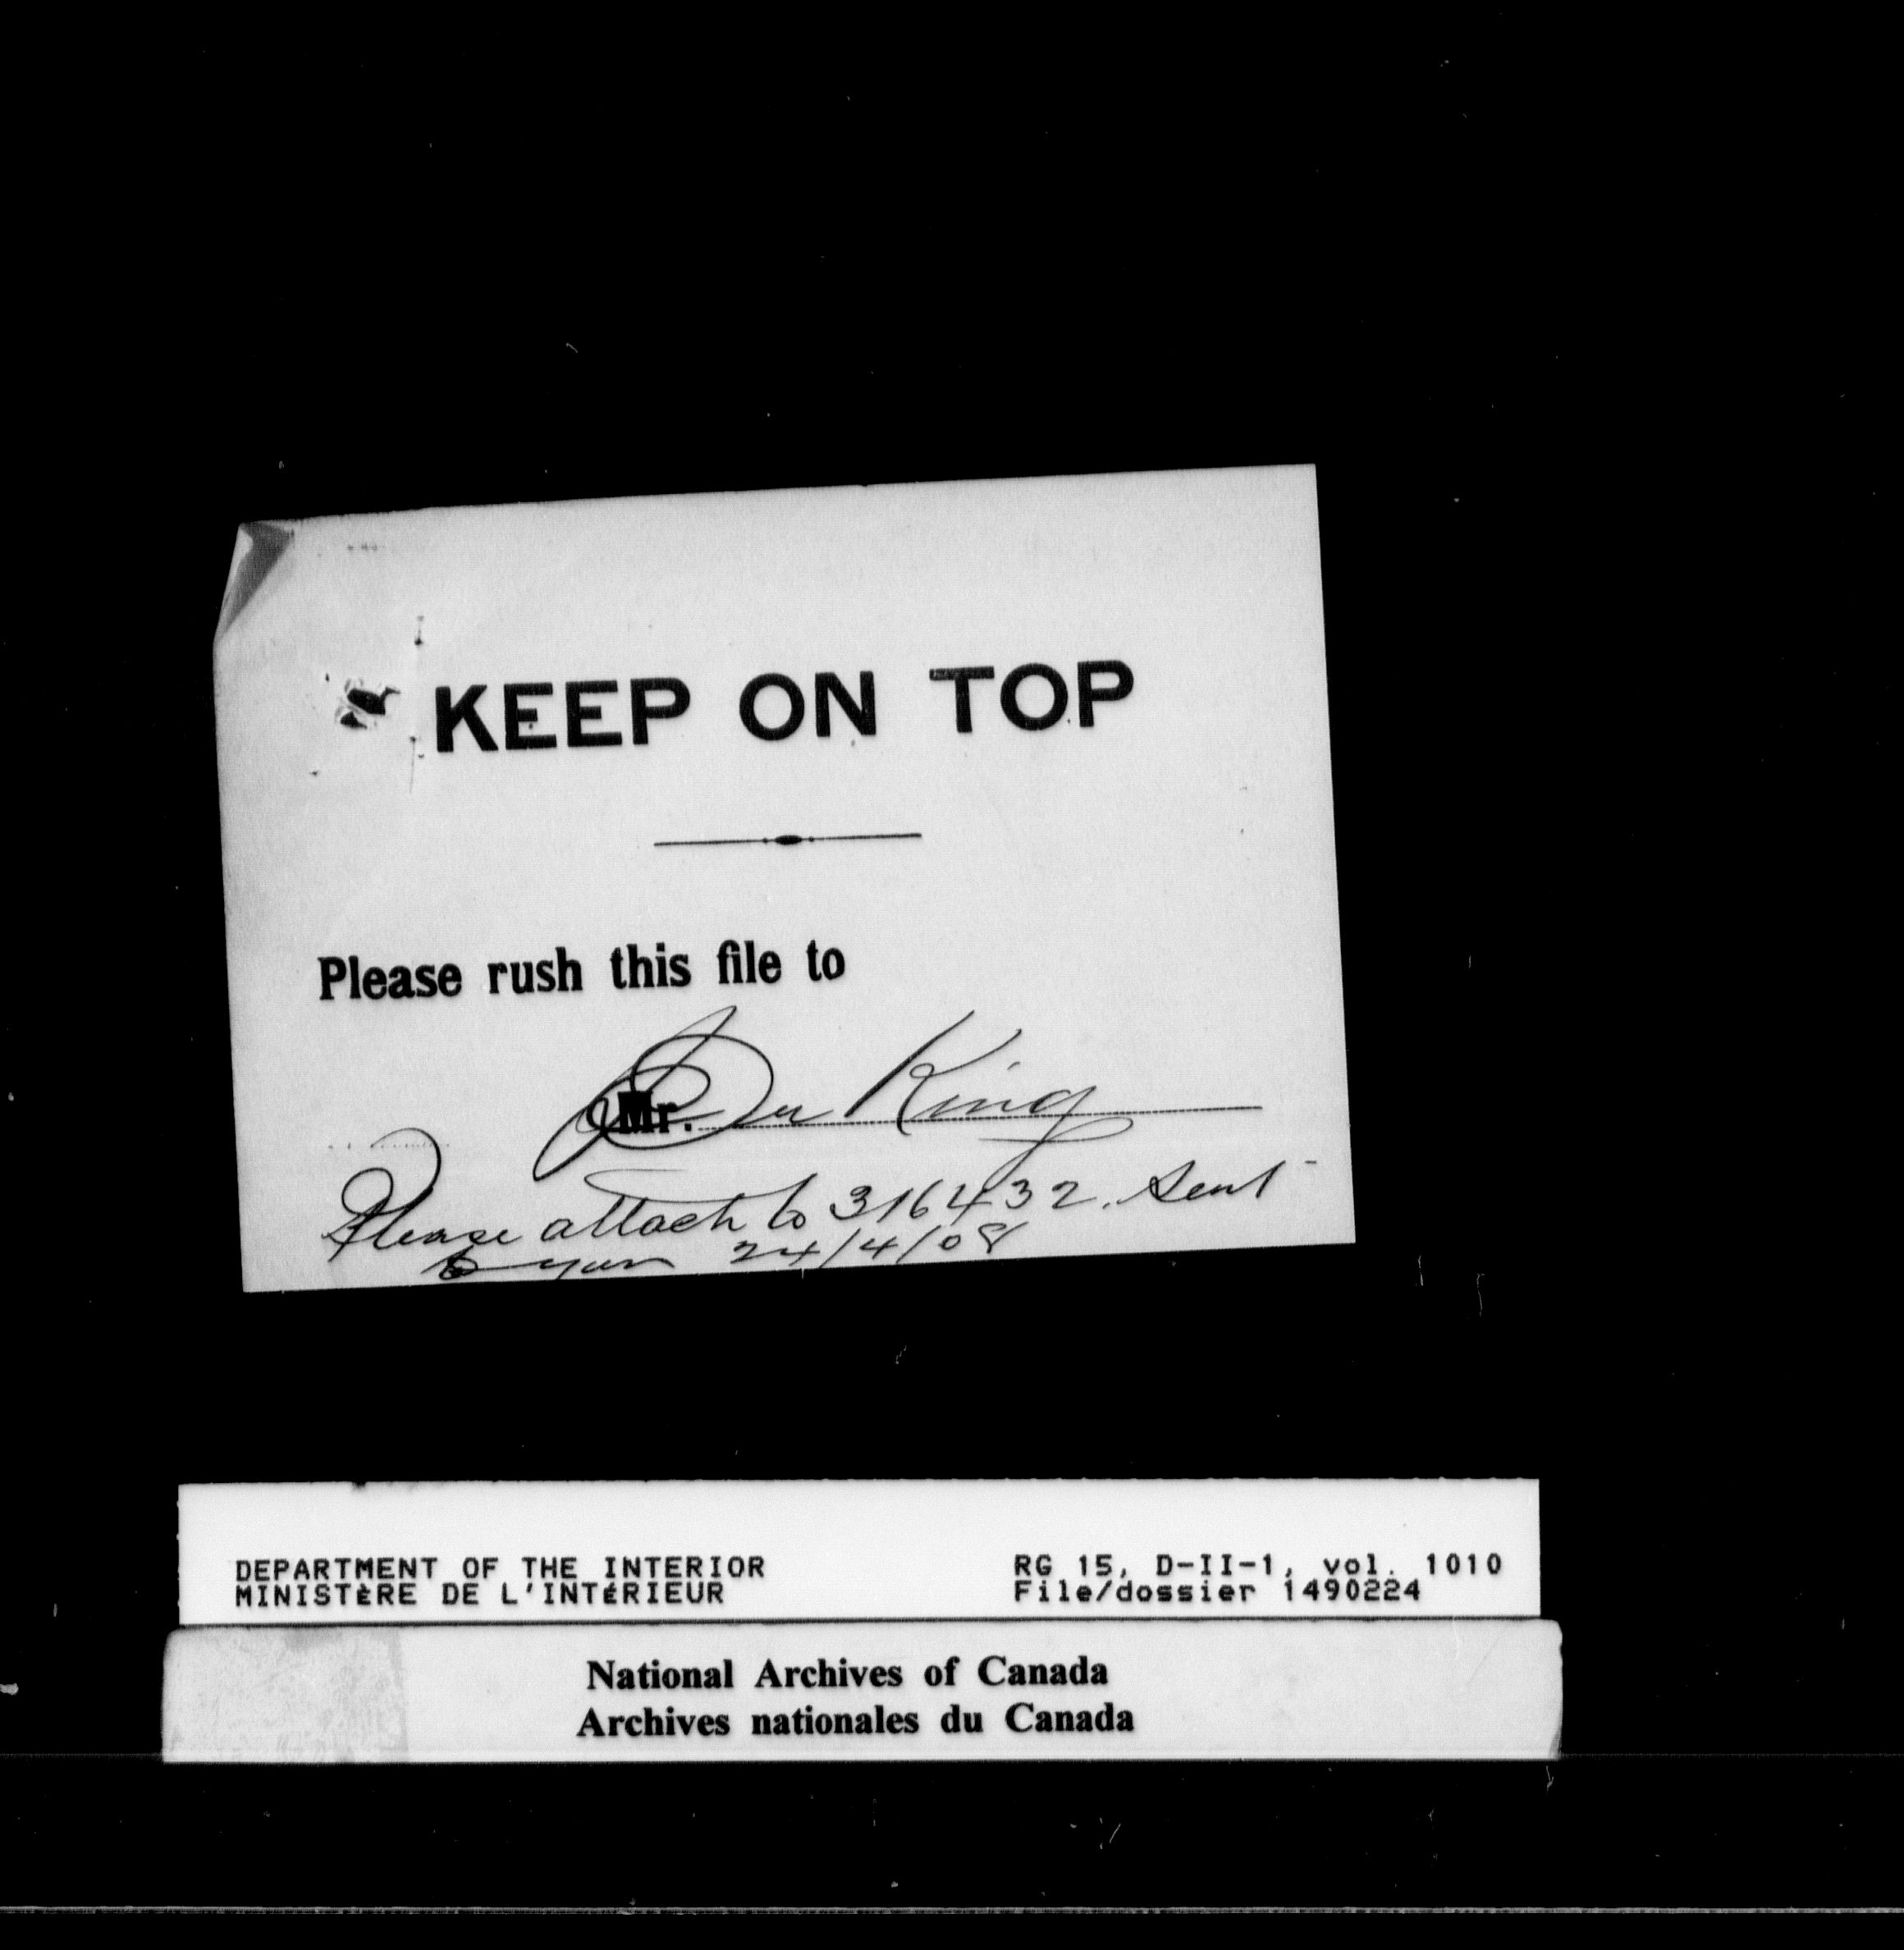 KEEP ON TOP
Please rush this file to
Mr. Dr King
Please attach to 316432. Sent
to you 24/4/08
DEPARTMENT OF THE INTERIOR RG 15, D-II-1, vol. 1010
MINISTÈRE DE L'INTÉRIEUR File/dossier 1490224
National Archives of Canada
Archives nationales du Canada